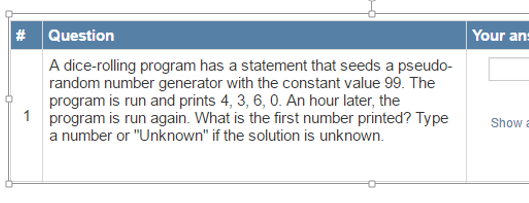 # Question Your ans
A dice-rolling program has a statement that seeds a pseudo-
random number generator with the constant value 99. The
program is run and prints 4, 3, 6, 0. An hour later, the
1 program is run again. What is the first number printed? Type
a number or "Unknown" if the solution is unknown.
Show a